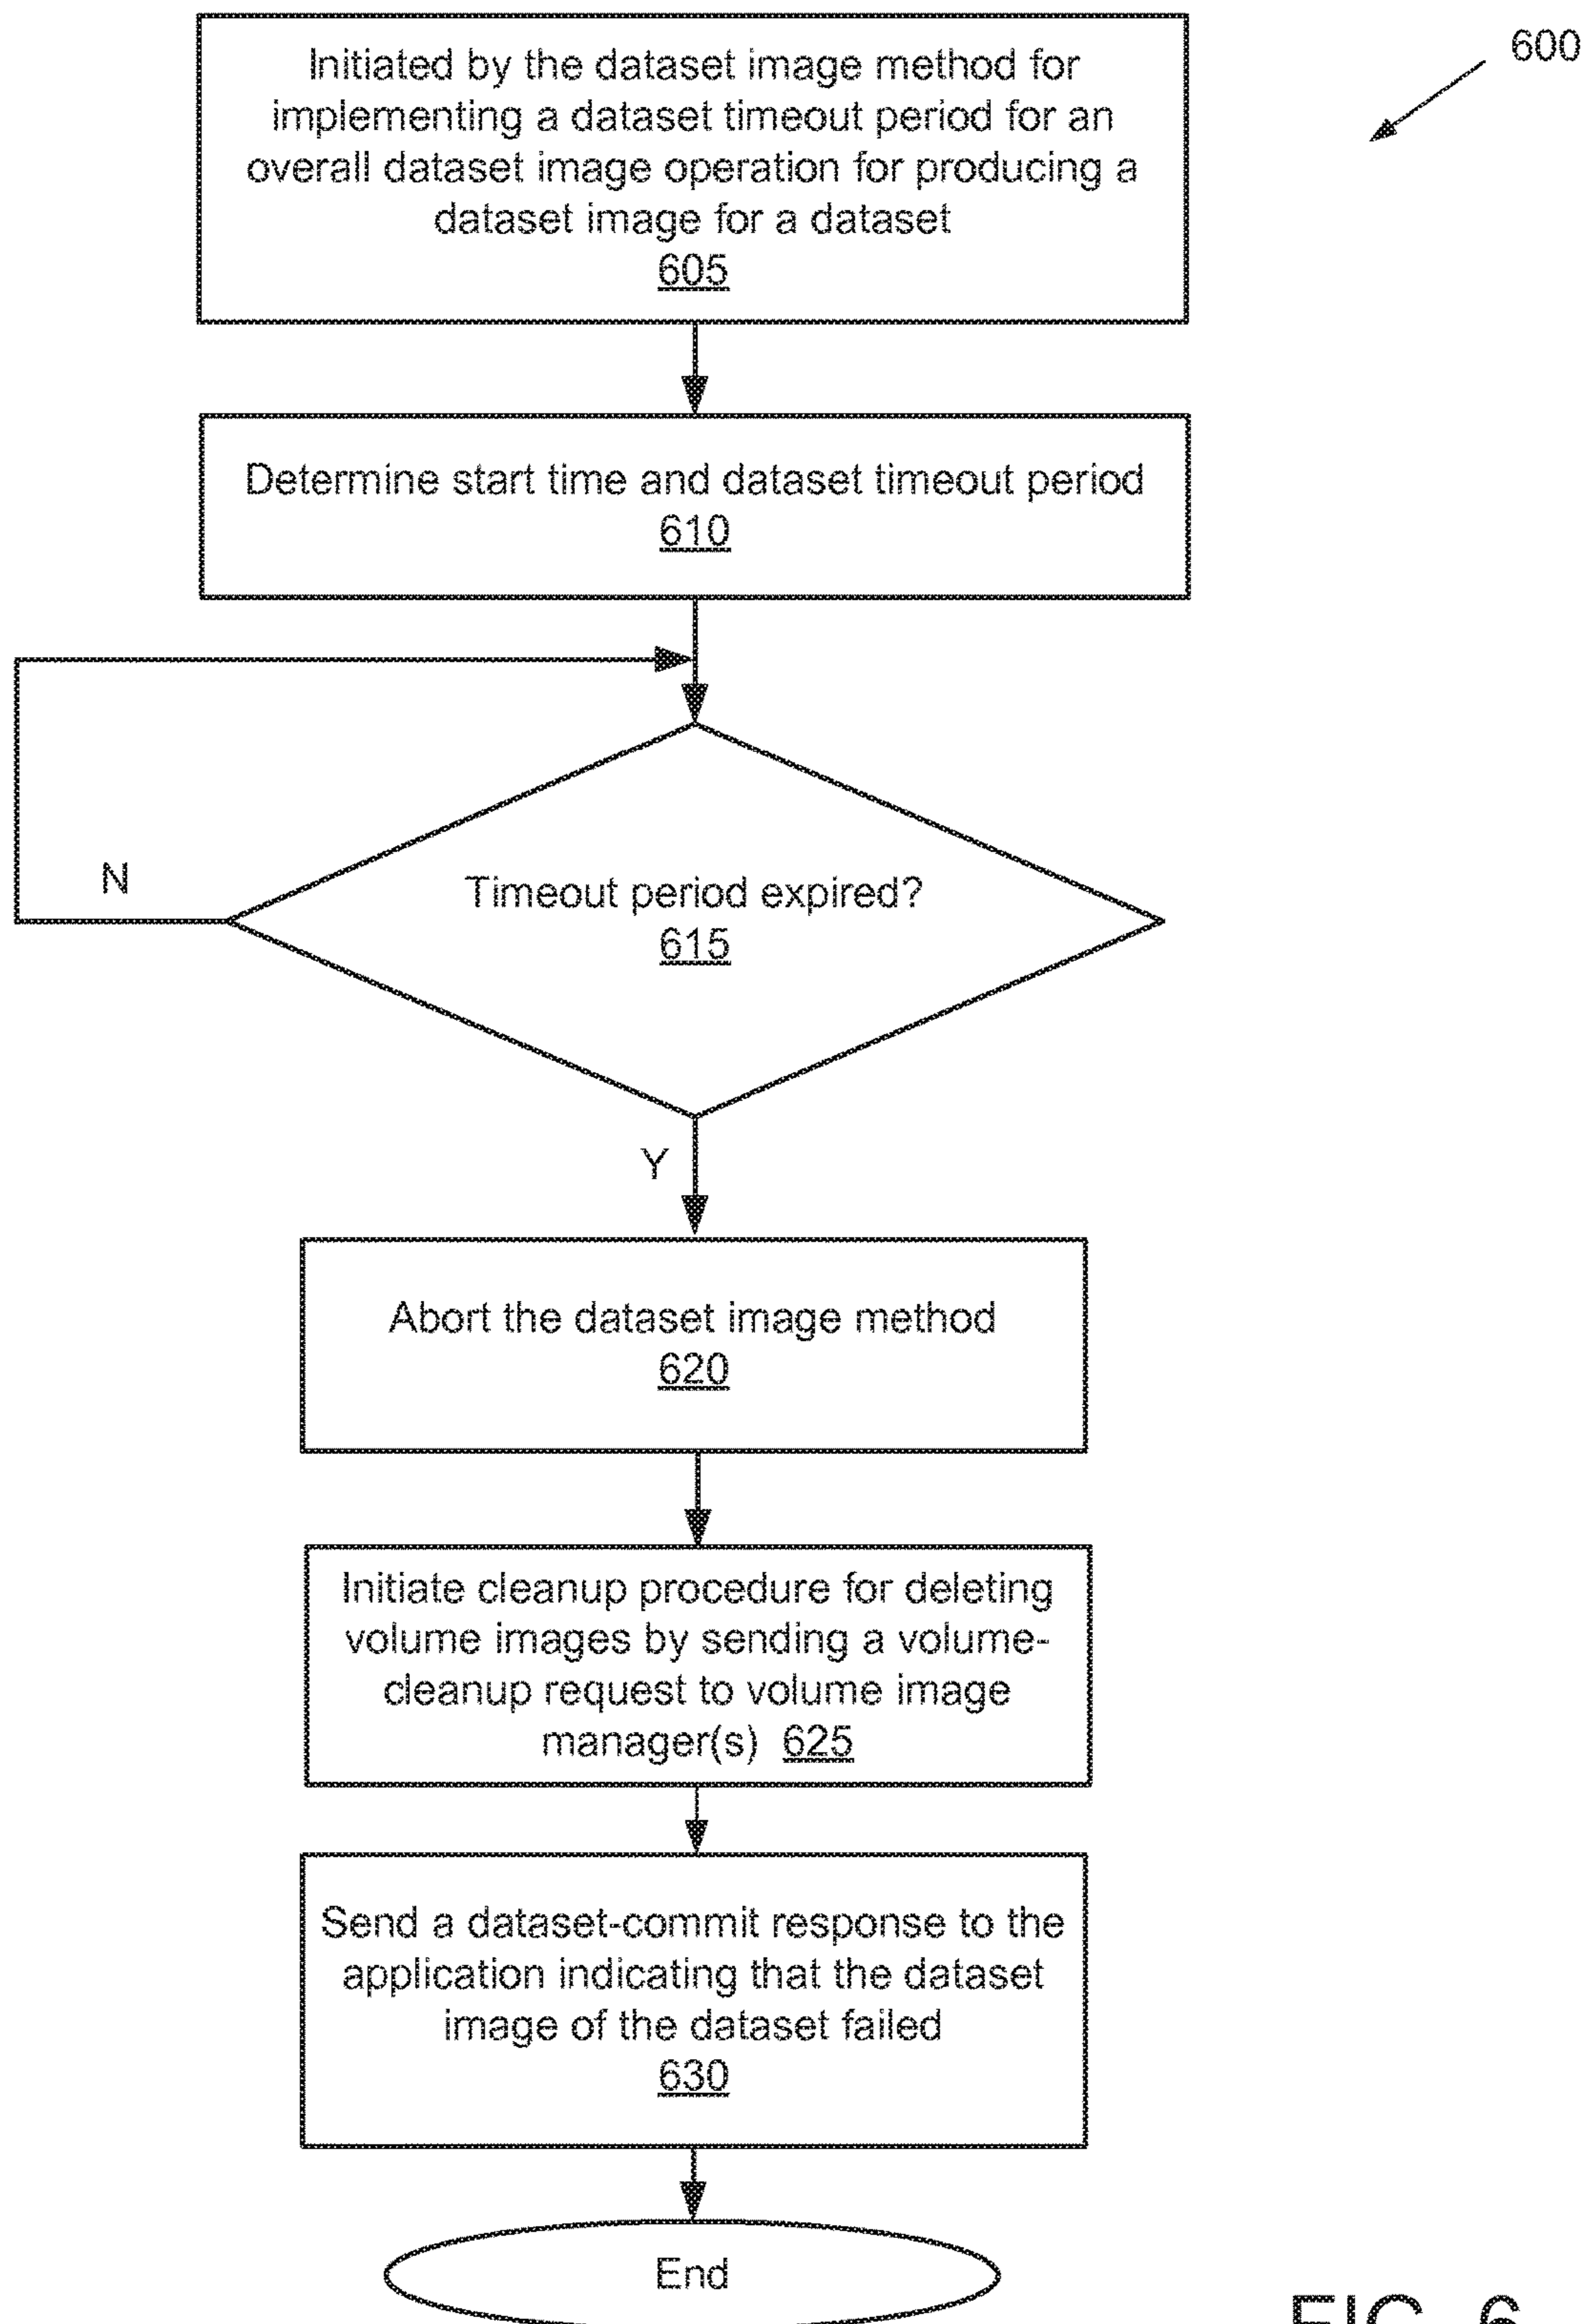 600
Initiated by the dataset image method for
implementing a dataset timeout period for an
overall dataset image operation for producing a
dataset image for a dataset
605
Determine start time and dataset timeout period
610
N
Timeout period expired?
615
Y
Abort the dataset image method
620
Initiate cleanup procedure for deleting
volume images by sending a volume-
cleanup request to volume image
manager(s) 625
Send a dataset-commit response to the
application indicating that the dataset
image of the dataset failed
630
End
FIG. 6